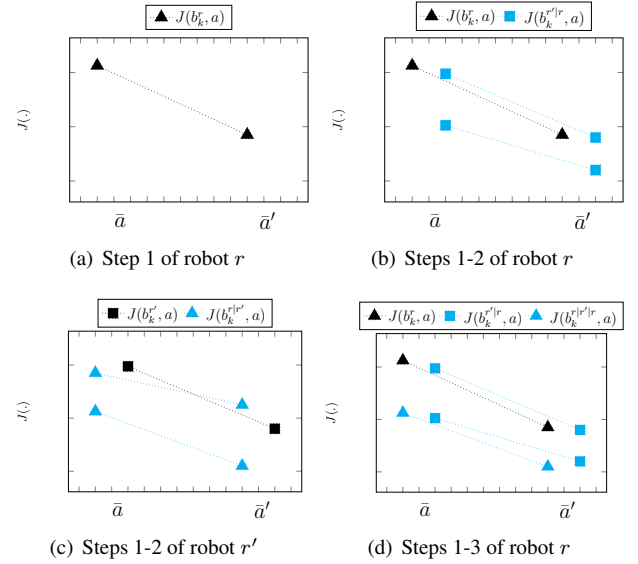 J(b_k^r, a)
J(.)
ā ā′
(a) Step 1 of robot r
J(b_k^r, a) J(b_k^{r′|r}, a)
J(.)
ā ā′
(b) Steps 1-2 of robot r
J(b_k^{r′}, a) J(b_k^{r|r′}, a)
J(.)
ā ā′
(c) Steps 1-2 of robot r′
J(b_k^r, a) J(b_k^{r′|r}, a) J(b_k^{r|r′|r}, a)
J(.)
ā ā′
(d) Steps 1-3 of robot r